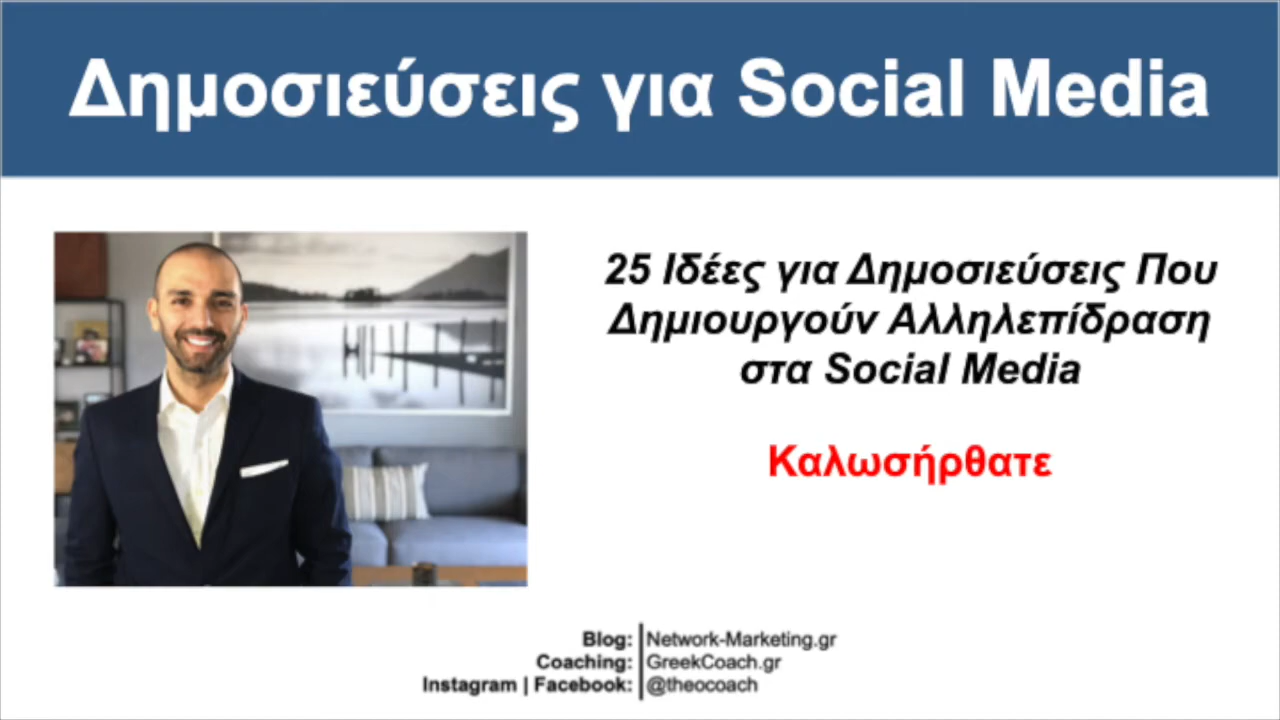 Δημοσιεύσεις για Social Media
25 Ιδέες για Δημοσιεύσεις Που
Δημιουργούν Αλληλεπίδραση
στα Social Media
Καλωσήρθατε
Blog: Network-Marketing.gr
Coaching: GreekCoach.gr
Instagram | Facebook: @theocoach